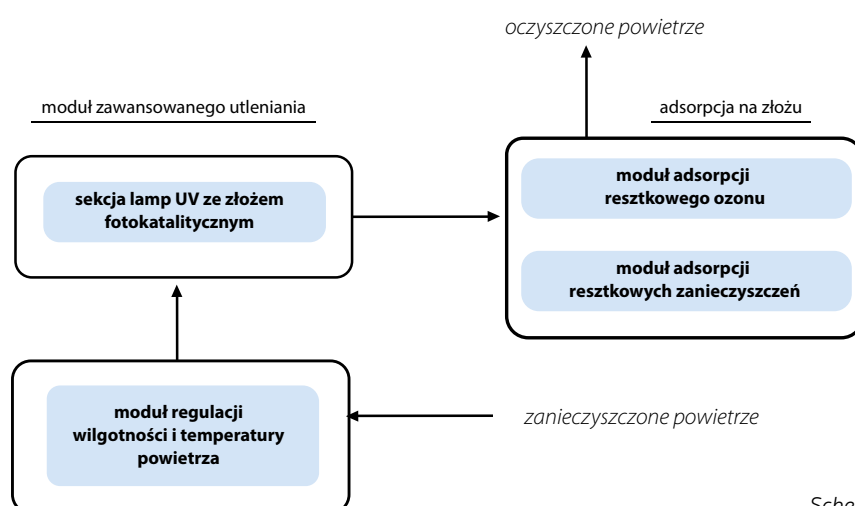 oczyszczone powietrze
moduł zawansowanego utleniania
adsorpcja na złożu
sekcja lamp UV ze złożem
fotokatalitycznym
moduł adsorpcji
resztkowego ozonu
moduł adsorpcji
resztkowych zanieczyszczeń
moduł regulacji
wilgotności i temperatury
powietrza
zanieczyszczone powietrze
Sche